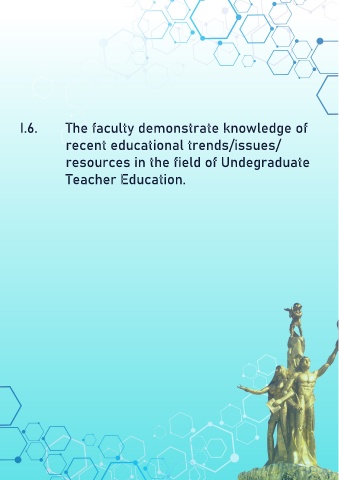 I.6. The faculty demonstrate knowledge of
recent educational trends/issues/
resources in the field of Undegraduate
Teacher Education.